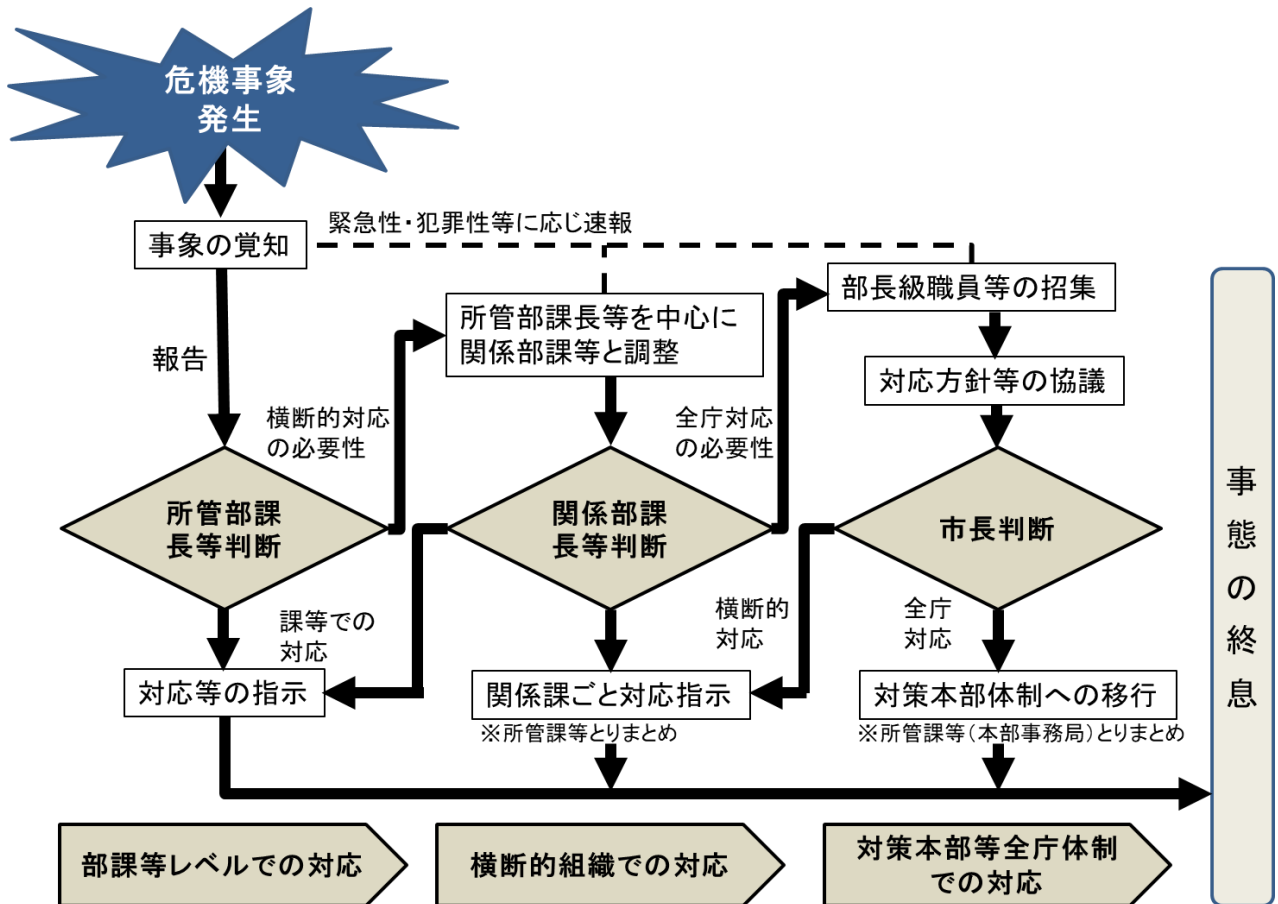 危機事象
発生
事象の覚知
緊急性・犯罪性等に応じ速報
報告
所管部課長等を中心に
関係部課等と調整
部長級職員等の招集
対応方針等の協議
横断的対応
の必要性
全庁対応
の必要性
所管部課
長等判断
関係部課
長等判断
市長判断
課等での
対応
横断的
対応
全庁
対応
対応等の指示
関係課ごと対応指示
※所管課等とりまとめ
対策本部体制への移行
※所管課等（本部事務局）とりまとめ
事態の終息
部課等レベルでの対応
横断的組織での対応
対策本部等全庁体制
での対応